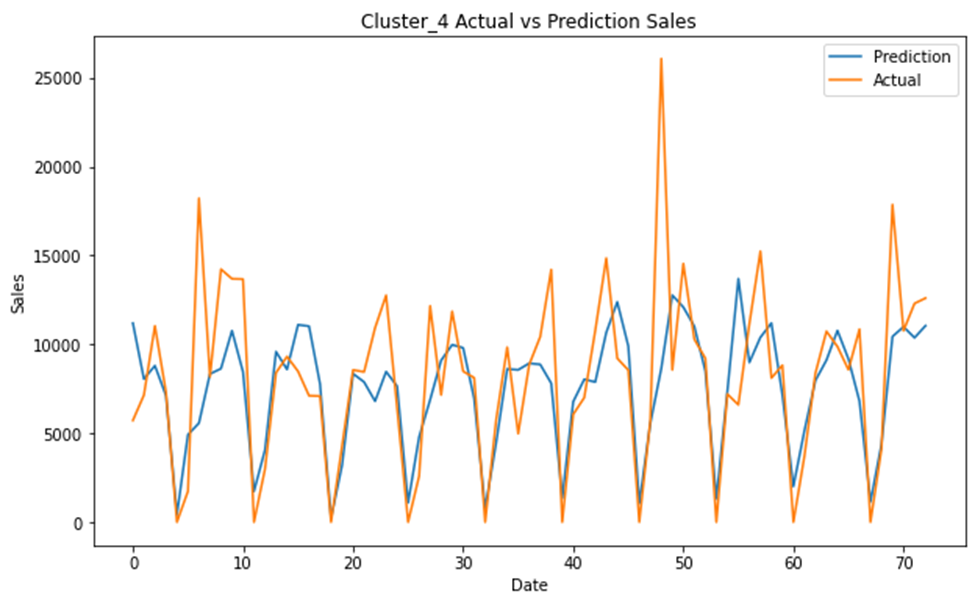 Cluster_4 Actual vs Prediction Sales
Prediction
Actual
25000
20000
15000
10000
5000
0
Sales
0 10 20 30 40 50 60 70
Date